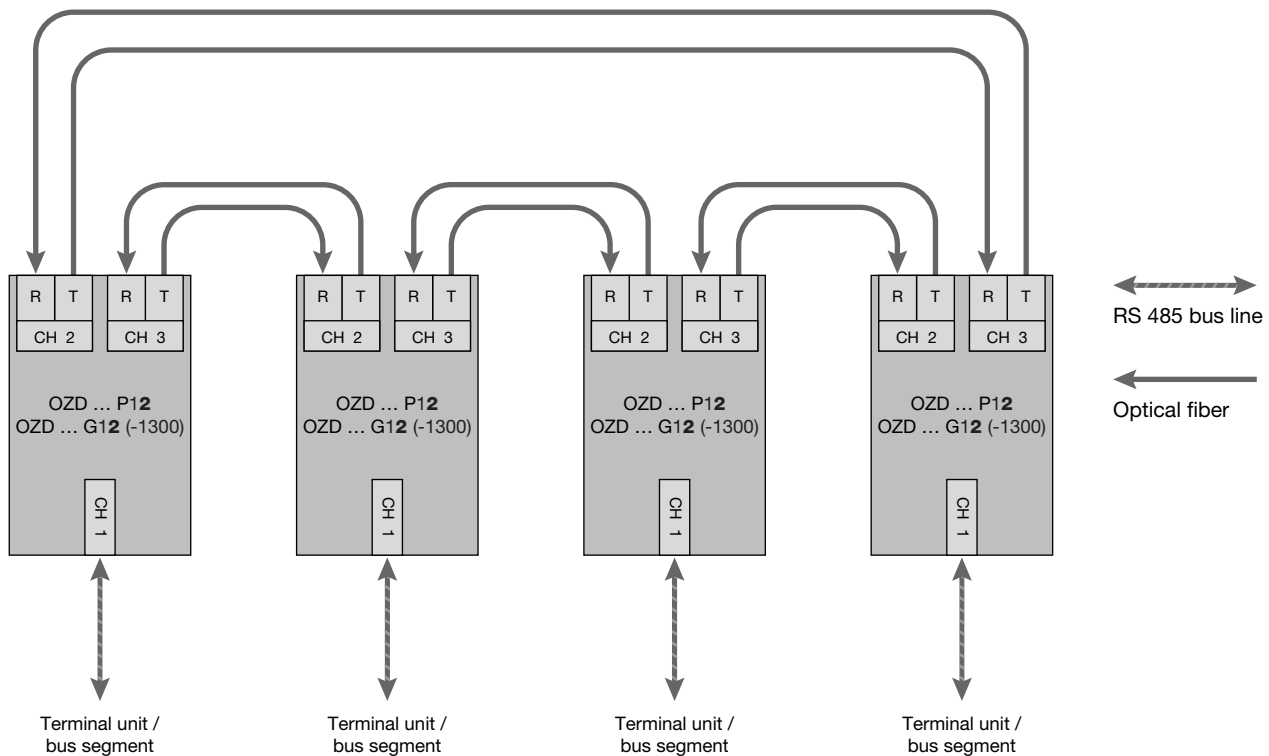 R T R T R T R T R T R T R T R T
CH 2 CH 3 CH 2 CH 3 CH 2 CH 3 CH 2 CH 3
RS 485 bus line
Optical fiber
OZD … P12 OZD … P12 OZD … P12 OZD … P12
OZD … G12 (-1300) OZD … G12 (-1300) OZD … G12 (-1300) OZD … G12 (-1300)
CH 1 CH 1 CH 1 CH 1
Terminal unit / Terminal unit / Terminal unit / Terminal unit /
bus segment bus segment bus segment bus segment